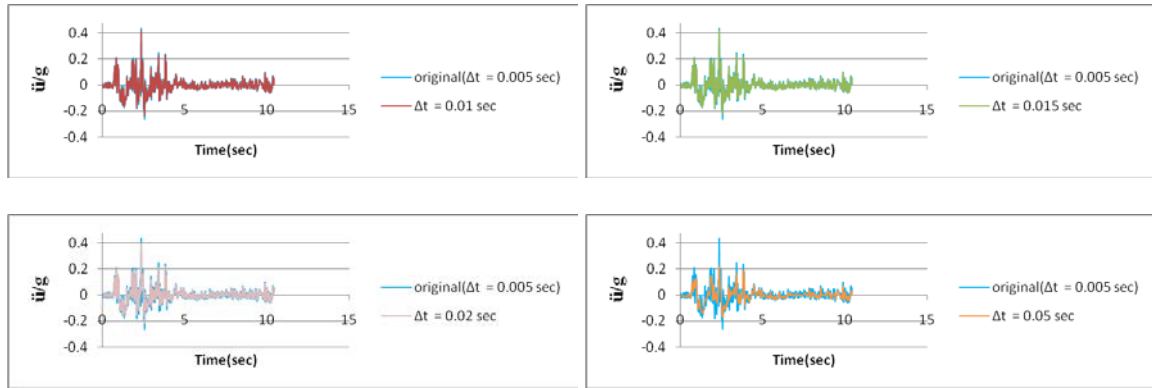 0.4
0.2
0
-0.2
-0.4
ü/g
0 5 10 15
Time(sec)
original(Δt = 0.005 sec)
Δt = 0.01 sec
0.4
0.2
0
-0.2
-0.4
ü/g
0 5 10 15
Time(sec)
original(Δt = 0.005 sec)
Δt = 0.015 sec
0.4
0.2
0
-0.2
-0.4
ü/g
0 5 10 15
Time(sec)
original(Δt = 0.005 sec)
Δt = 0.02 sec
0.4
0.2
0
-0.2
-0.4
ü/g
0 5 10 15
Time(sec)
original(Δt = 0.005 sec)
Δt = 0.05 sec